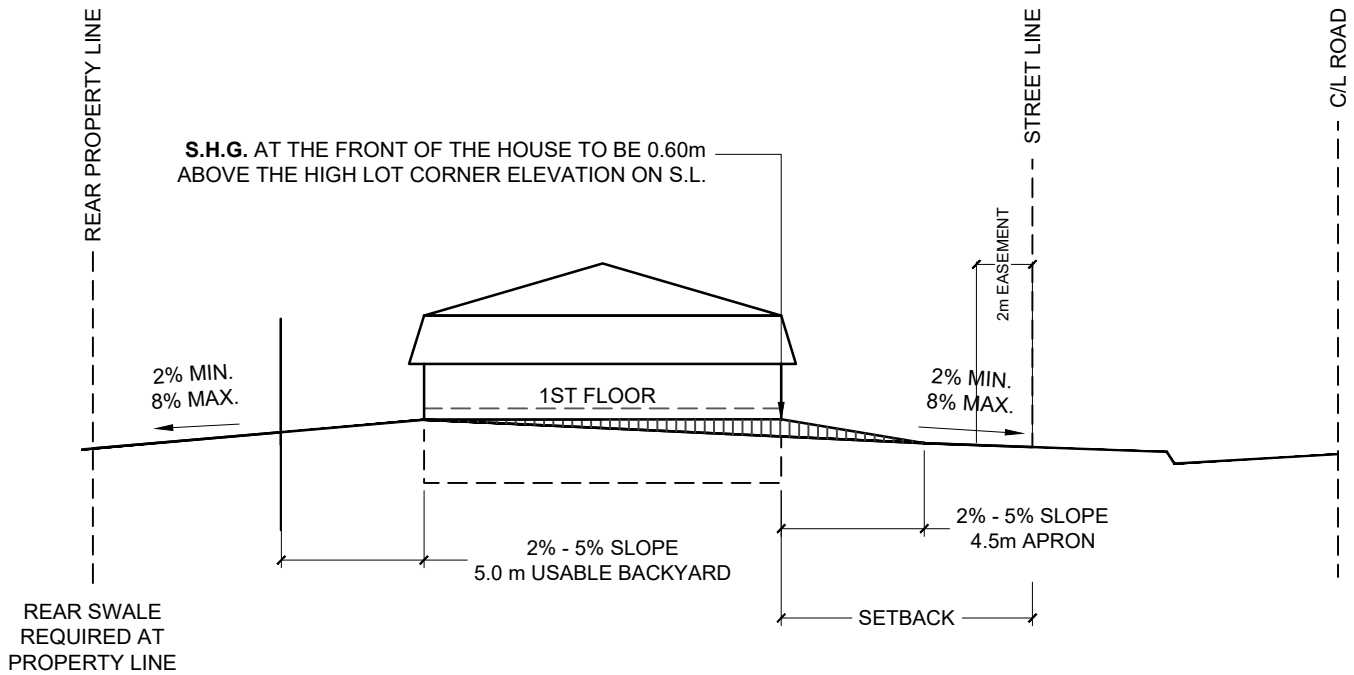 REAR PROPERTY LINE
STREET LINE
C/L ROAD
S.H.G. AT THE FRONT OF THE HOUSE TO BE 0.60m
ABOVE THE HIGH LOT CORNER ELEVATION ON S.L.
2m EASEMENT
2% MIN.
8% MAX.
1ST FLOOR
2% MIN.
8% MAX.
2% - 5% SLOPE
4.5m APRON
2% - 5% SLOPE
5.0 m USABLE BACKYARD
SETBACK
REAR SWALE
REQUIRED AT
PROPERTY LINE